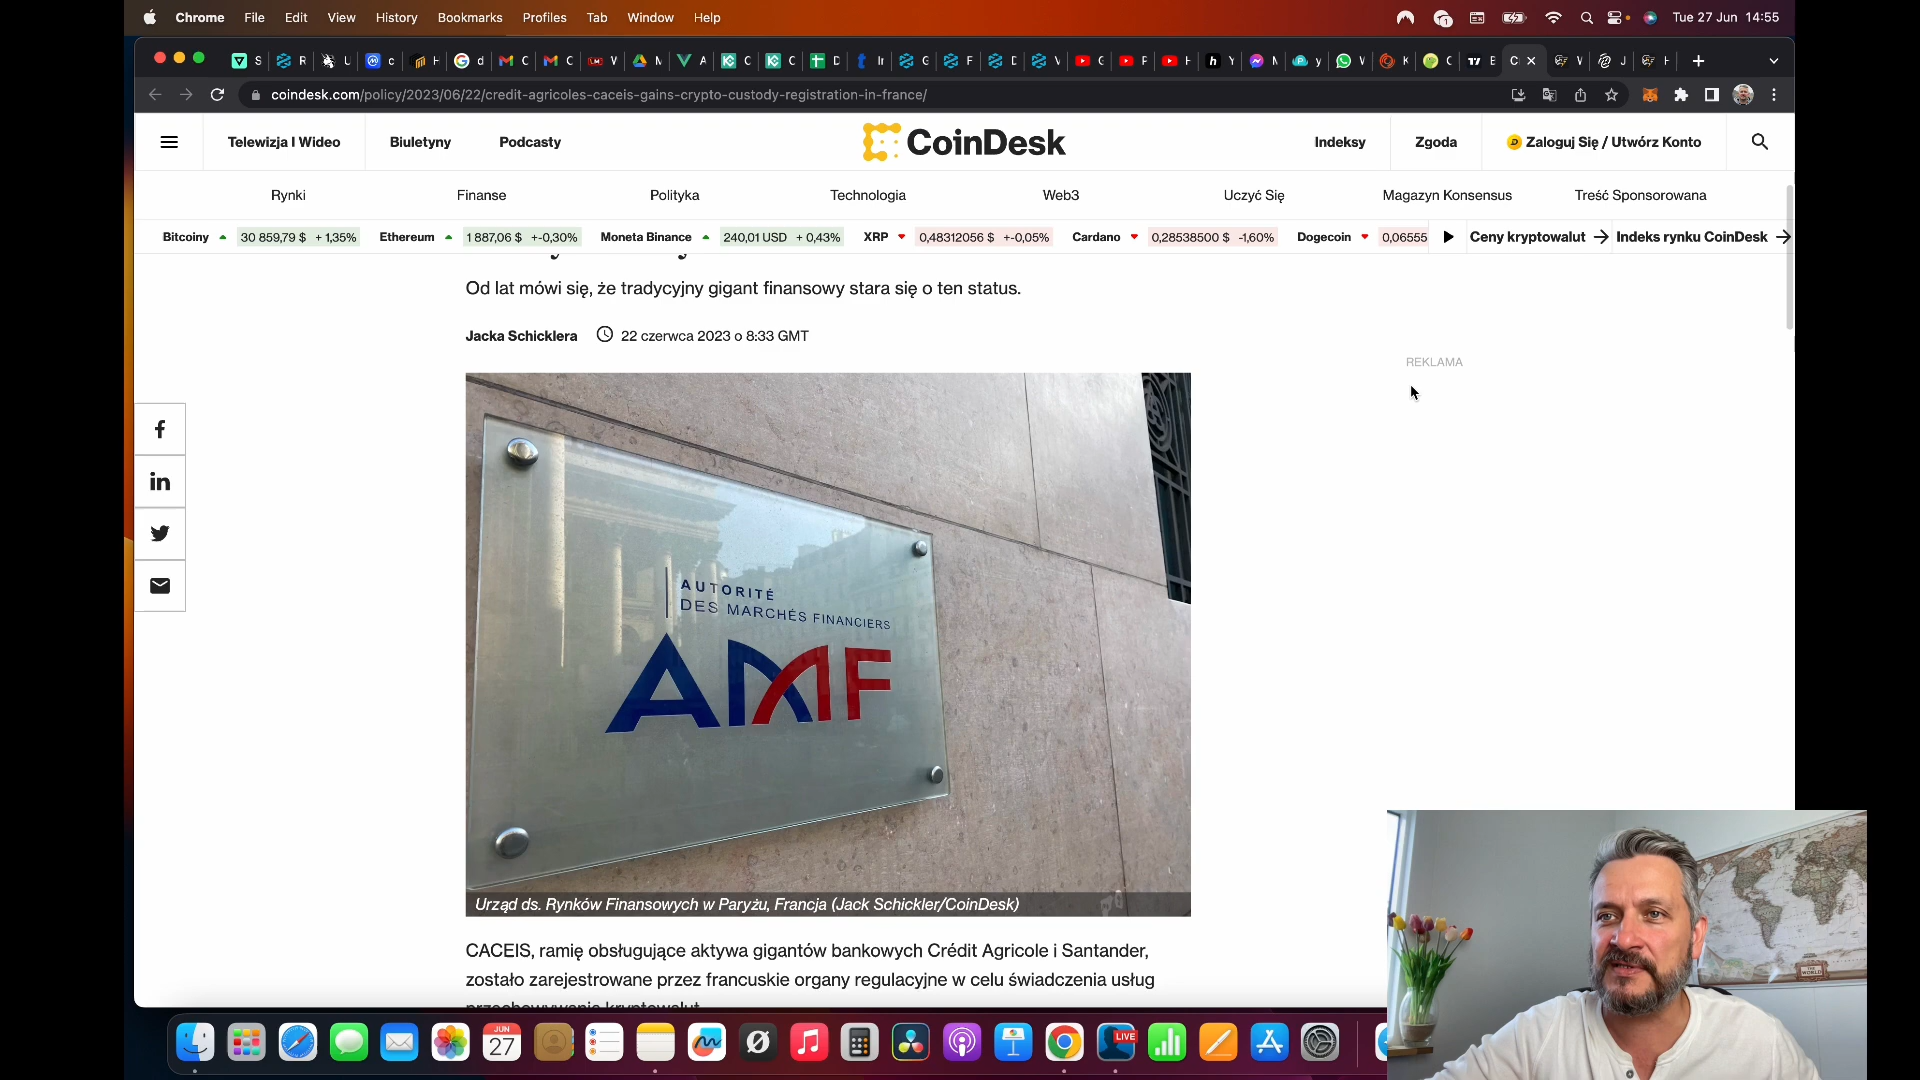 Chrome File Edit View History Bookmarks Profiles Tab Window Help
Tue 27 Jun 14:55
coindesk.com/policy/2023/06/22/credit-agricoles-caceis-gains-crypto-custody-registration-in-france/
Telewizja I Wideo Biuletyny Podcasty
CoinDesk
Indeksy Zgoda Zaloguj Się / Utwórz Konto
Rynki Finanse Polityka Technologia Web3 Uczyć Się Magazyn Konsensus Treść Sponsorowana
Bitcoiny 30 859,79 $ + 1,35% Ethereum 1 887,06 $ +-0,30% Moneta Binance 240,01 USD + 0,43% XRP 0,48312056 $ +-0,05% Cardano 0,28538500 $ -1,60% Dogecoin 0,06555 Ceny kryptowalut Indeks rynku CoinDesk
Od lat mówi się, że tradycyjny gigant finansowy stara się o ten status.
Jacka Schicklera 22 czerwca 2023 o 8:33 GMT
REKLAMA
AUTORITÉ
DES MARCHÉS FINANCIERS
AMF
Urząd ds. Rynków Finansowych w Paryżu, Francja (Jack Schickler/CoinDesk)
CACEIS, ramię obsługujące aktywa gigantów bankowych Crédit Agricole i Santander,
zostało zarejestrowane przez francuskie organy regulacyjne w celu świadczenia usług
JUN
27
LIVE